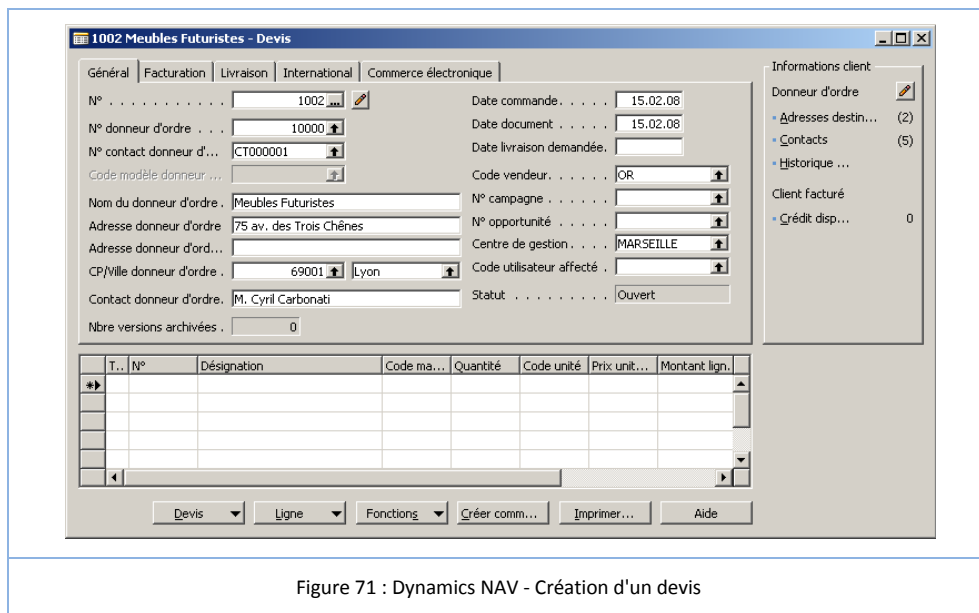 1002 Meubles Futuristes - Devis
Général Facturation Livraison International Commerce électronique
N° . . . . . . . . . . . 1002 ...
N° donneur d'ordre . . . 10000
N° contact donneur d'... CT000001
Code modèle donneur ...
Nom du donneur d'ordre . Meubles Futuristes
Adresse donneur d'ordre 75 av. des Trois Chênes
Adresse donneur d'ord...
CP/Ville donneur d'ordre . 69001 Lyon
Contact donneur d'ordre. M. Cyril Carbonati
Nbre versions archivées . 0
Date commande. . . . . 15.02.08
Date document . . . . . 15.02.08
Date livraison demandée.
Code vendeur. . . . . . OR
N° campagne . . . . . .
N° opportunité . . . . .
Centre de gestion. . . . MARSEILLE
Code utilisateur affecté .
Statut . . . . . . . . . Ouvert
Informations client
Donneur d'ordre
Adresses destin... (2)
Contacts (5)
Historique ...
Client facturé
Crédit disp... 0
T.. N° Désignation Code ma... Quantité Code unité Prix unit... Montant lign.
Devis Ligne Fonctions Créer comm... Imprimer... Aide
Figure 71 : Dynamics NAV - Création d'un devis